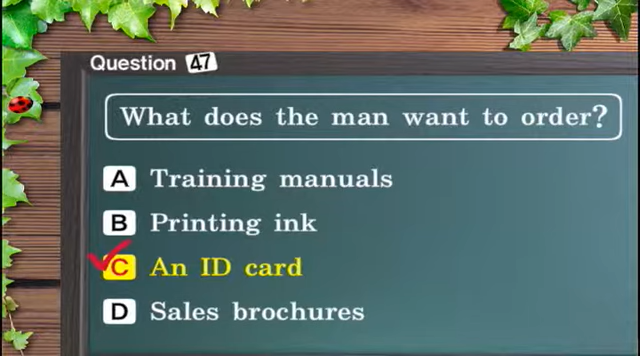 Question 47
What does the man want to order?
A Training manuals
B Printing ink
C An ID card
D Sales brochures